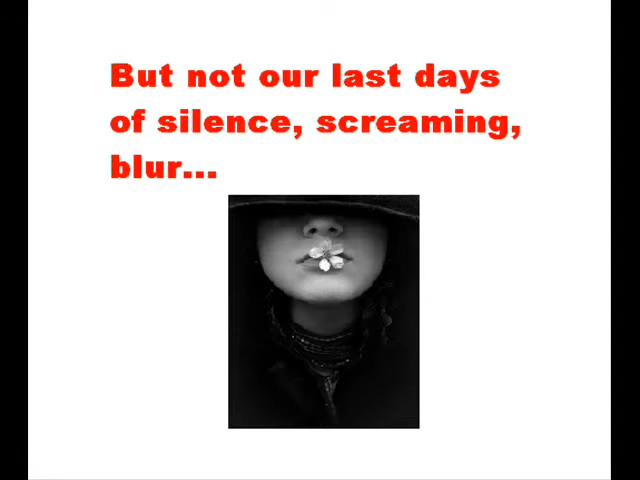 But not our last days
of silence, screaming,
blur...